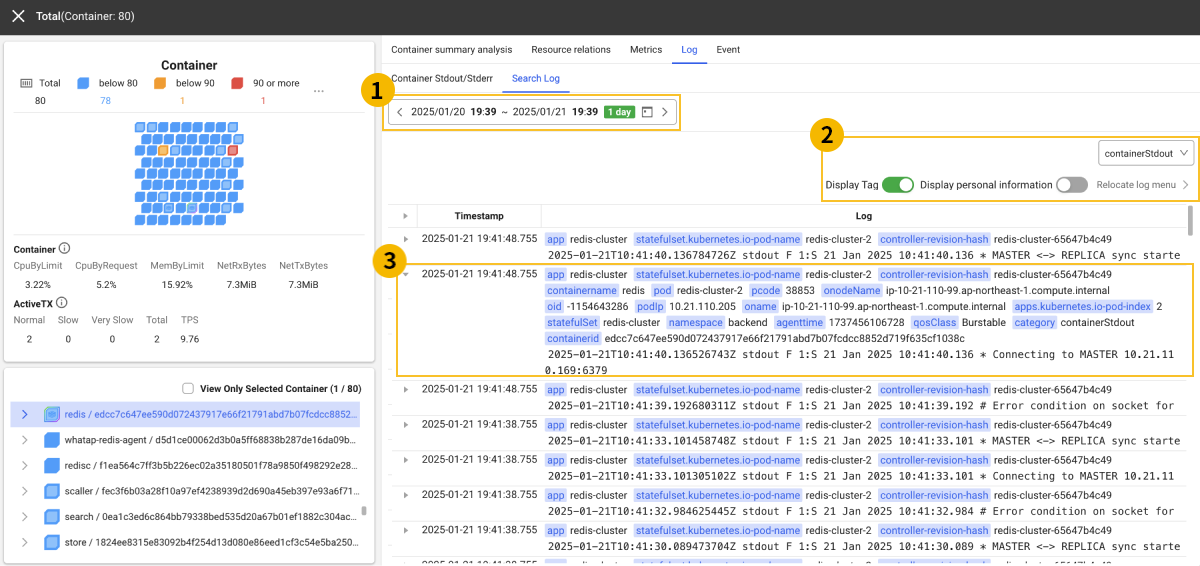 Total(Container: 80)
Container
Total
below 80
below 90
90 or more
...
80
78
1
1
Container
CpuByLimit
CpuByRequest
MemByLimit
NetRxBytes
NetTxBytes
3.22%
5.2%
15.92%
7.3MiB
7.3MiB
ActiveTX
Normal
Slow
Very Slow
Total
TPS
2
0
0
2
9.76
View Only Selected Container (1 / 80)
redis / edcc7c647ee590d072437917e66f21791abd7b07fcdcc8852...
whatap-redis-agent / d5d1ce00062d3b0a5ff68838b287de16da09b...
redisc / f1ea564c7ff3b5b226ec02a35180501f78a9850f498292e28...
scaller / fec3f6b03a28f10a97ef4238939d2d690a45eb397e93a6f71...
search / 0ea1c3ed6c864bb79338bed535d20a67b01ef1882c304ac...
store / 1824ee8315e83092b4f254d13d080e86eed1cf3c54e5ba250...
Container summary analysis
Resource relations
Metrics
Log
Event
Container Stdout/Stderr
Search Log
1
2025/01/20 19:39 ~ 2025/01/21 19:39 1 day
2
containerStdout
Display Tag
Display personal information
Relocate log menu
Timestamp
Log
2025-01-21 19:41:48.755 app redis-cluster statefulset.kubernetes.io-pod-name redis-cluster-2 controller-revision-hash redis-cluster-65647b4c49
2025-01-21T10:41:40.136784726Z stdout F 1:S 21 Jan 2025 10:41:40.136 * MASTER <-> REPLICA sync starte
3
2025-01-21 19:41:48.755 app redis-cluster statefulset.kubernetes.io-pod-name redis-cluster-2 controller-revision-hash redis-cluster-65647b4c49
containername redis pod redis-cluster-2 pcode 38853 onodeName ip-10-21-110-99.ap-northeast-1.compute.internal
oid -1154643286 podIp 10.21.110.205 oname ip-10-21-110-99.ap-northeast-1.compute.internal apps.kubernetes.io-pod-index 2
statefulSet redis-cluster namespace backend agenttime 1737456106728 qosClass Burstable category containerStdout
containerid edcc7c647ee590d072437917e66f21791abd7b07fcdcc8852d719f635cf1038c
2025-01-21T10:41:40.136526743Z stdout F 1:S 21 Jan 2025 10:41:40.136 * Connecting to MASTER 10.21.11
0.169:6379
2025-01-21 19:41:48.755 app redis-cluster statefulset.kubernetes.io-pod-name redis-cluster-2 controller-revision-hash redis-cluster-65647b4c49
2025-01-21T10:41:39.192680311Z stdout F 1:S 21 Jan 2025 10:41:39.192 # Error condition on socket for
2025-01-21 19:41:38.755 app redis-cluster statefulset.kubernetes.io-pod-name redis-cluster-2 controller-revision-hash redis-cluster-65647b4c49
2025-01-21T10:41:33.101458748Z stdout F 1:S 21 Jan 2025 10:41:33.101 * MASTER <-> REPLICA sync starte
2025-01-21 19:41:38.755 app redis-cluster statefulset.kubernetes.io-pod-name redis-cluster-2 controller-revision-hash redis-cluster-65647b4c49
2025-01-21T10:41:33.101305102Z stdout F 1:S 21 Jan 2025 10:41:33.101 * Connecting to MASTER 10.21.11
2025-01-21 19:41:38.755 app redis-cluster statefulset.kubernetes.io-pod-name redis-cluster-2 controller-revision-hash redis-cluster-65647b4c49
2025-01-21T10:41:32.984625445Z stdout F 1:S 21 Jan 2025 10:41:32.984 # Error condition on socket for
2025-01-21 19:41:38.755 app redis-cluster statefulset.kubernetes.io-pod-name redis-cluster-2 controller-revision-hash redis-cluster-65647b4c49
2025-01-21T10:41:30.089473704Z stdout F 1:S 21 Jan 2025 10:41:30.089 * MASTER <-> REPLICA sync starte